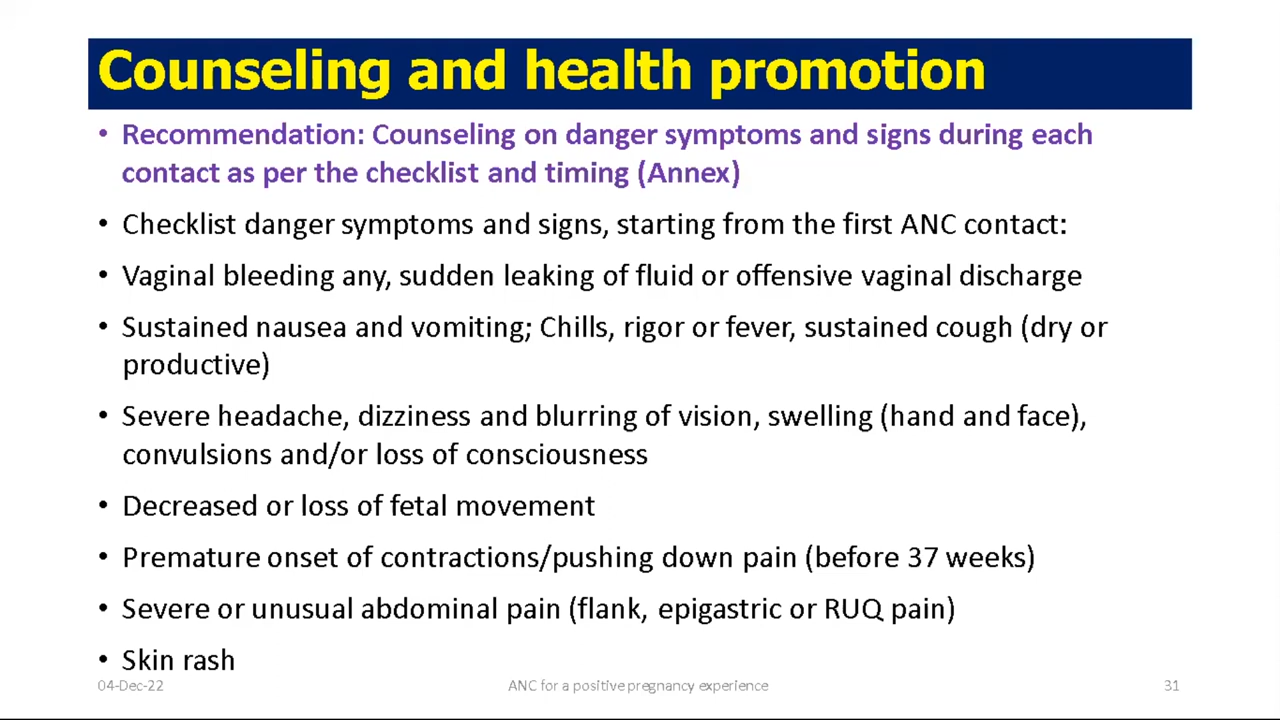 Counseling and health promotion
• Recommendation: Counseling on danger symptoms and signs during each
contact as per the checklist and timing (Annex)
• Checklist danger symptoms and signs, starting from the first ANC contact:
• Vaginal bleeding any, sudden leaking of fluid or offensive vaginal discharge
• Sustained nausea and vomiting; Chills, rigor or fever, sustained cough (dry or
productive)
• Severe headache, dizziness and blurring of vision, swelling (hand and face),
convulsions and/or loss of consciousness
• Decreased or loss of fetal movement
• Premature onset of contractions/pushing down pain (before 37 weeks)
• Severe or unusual abdominal pain (flank, epigastric or RUQ pain)
• Skin rash
04-Dec-22 ANC for a positive pregnancy experience 31